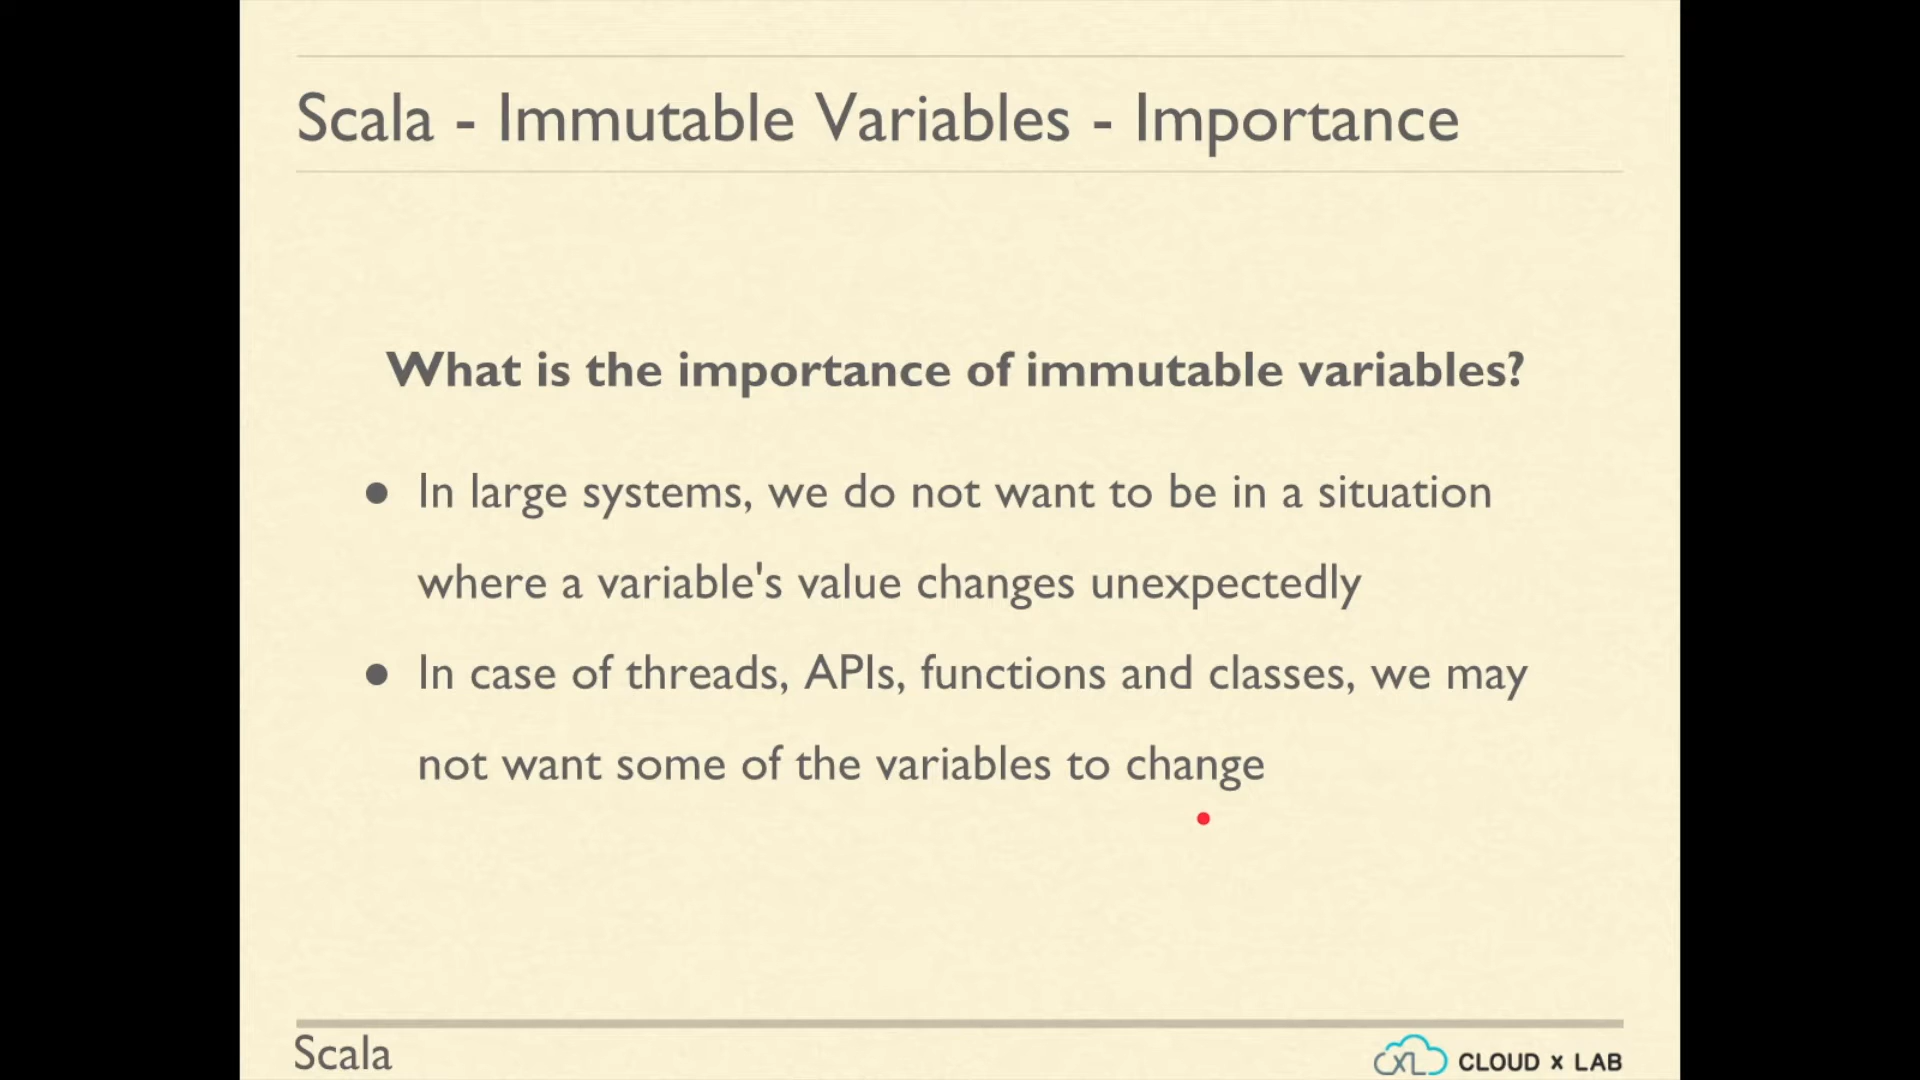 Scala - Immutable Variables - Importance
What is the importance of immutable variables?
● In large systems, we do not want to be in a situation
where a variable's value changes unexpectedly
● In case of threads, APIs, functions and classes, we may
not want some of the variables to change
Scala
CXL CLOUD x LAB